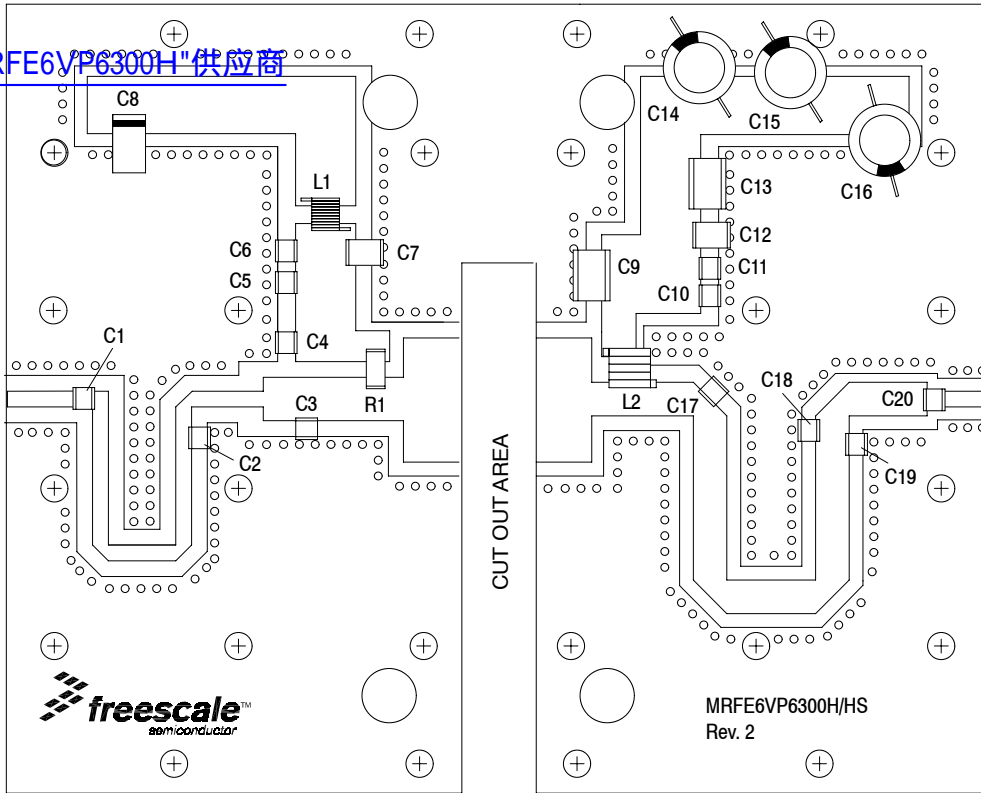 RFE6VP6300H"供应商
C8
C14
C15
C16
C13
L1
C12
C6
C7
C9
C11
C5
C10
C1
C4
R1
L2
C17
C18
C20
C3
C2
C19
CUT OUT AREA
freescale™
semiconductor
MRFE6VP6300H/HS
Rev. 2